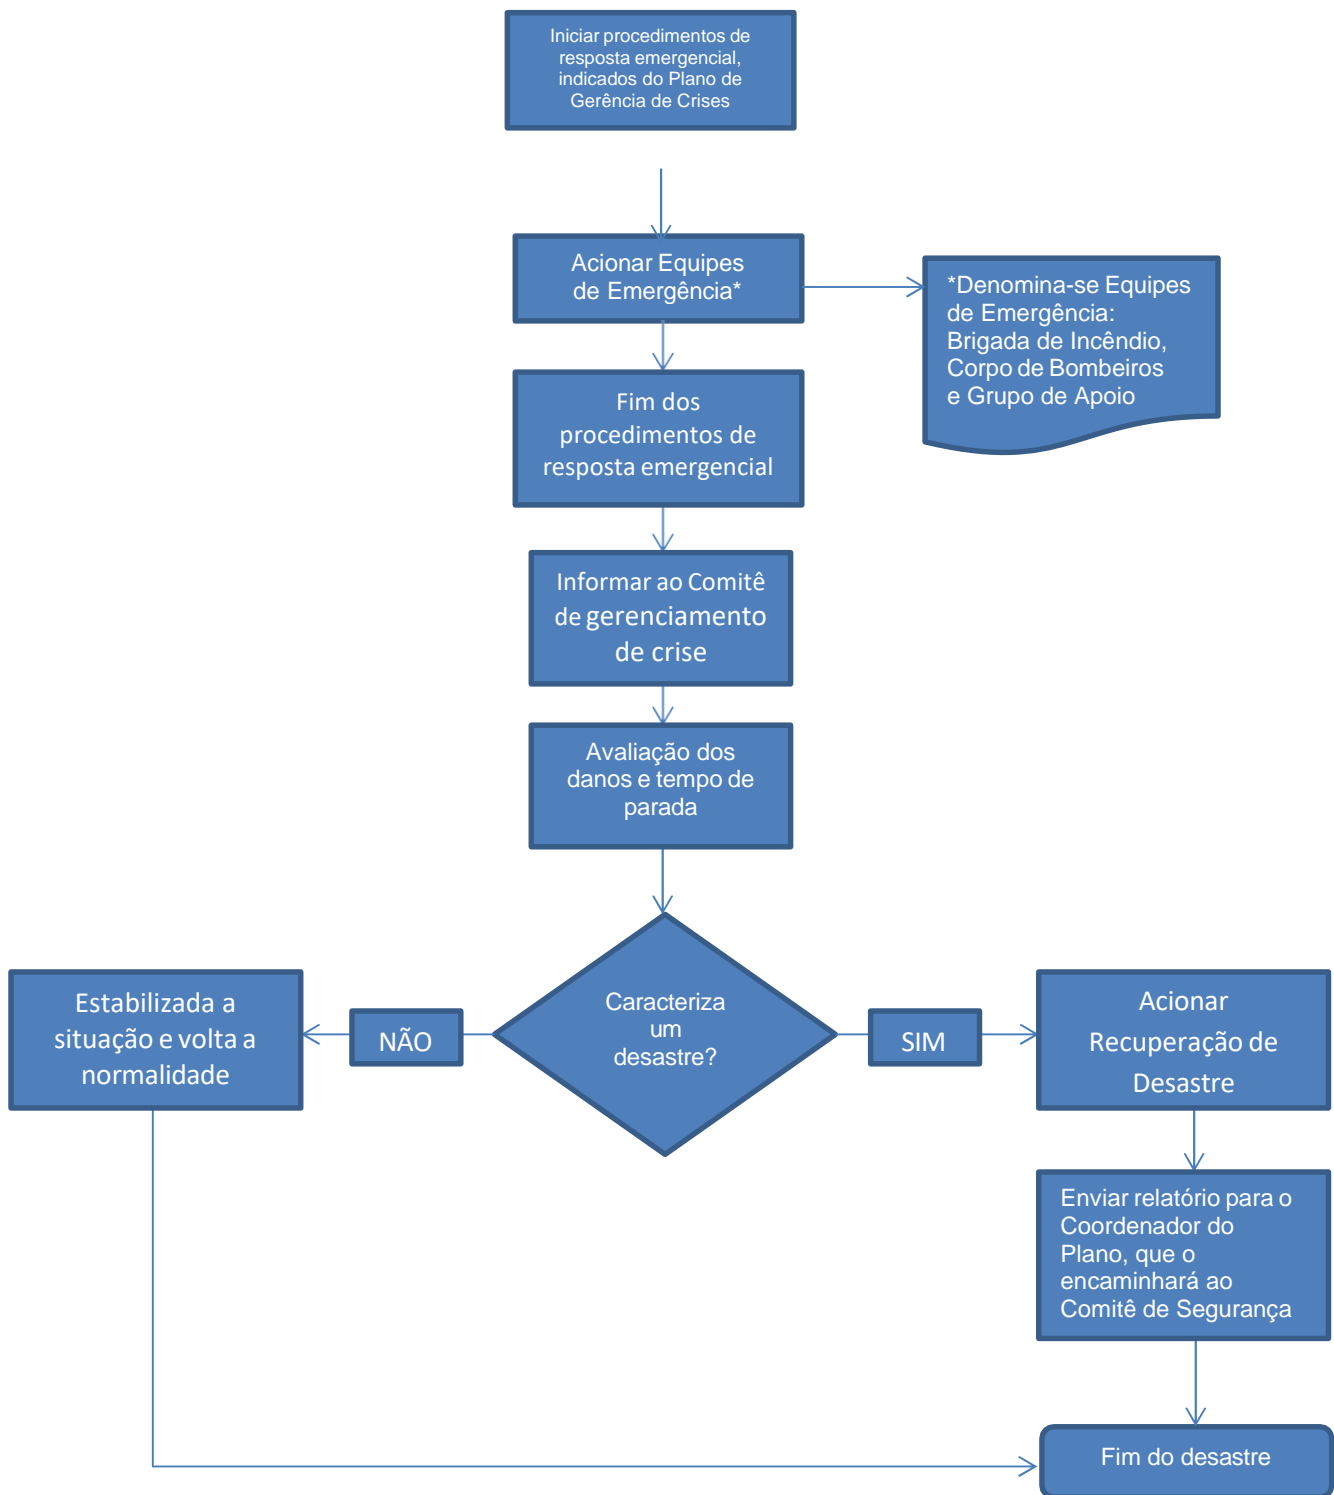 Iniciar procedimentos de
resposta emergencial,
indicados do Plano de
Gerência de Crises
Acionar Equipes
de Emergência*
*Denomina-se Equipes
de Emergência:
Brigada de Incêndio,
Corpo de Bombeiros
e Grupo de Apoio
Fim dos
procedimentos de
resposta emergencial
Informar ao Comitê
de gerenciamento
de crise
Avaliação dos
danos e tempo de
parada
Caracteriza
um
desastre?
NÃO
Estabilizada a
situação e volta a
normalidade
SIM
Acionar
Recuperação de
Desastre
Enviar relatório para o
Coordenador do
Plano, que o
encaminhará ao
Comitê de Segurança
Fim do desastre